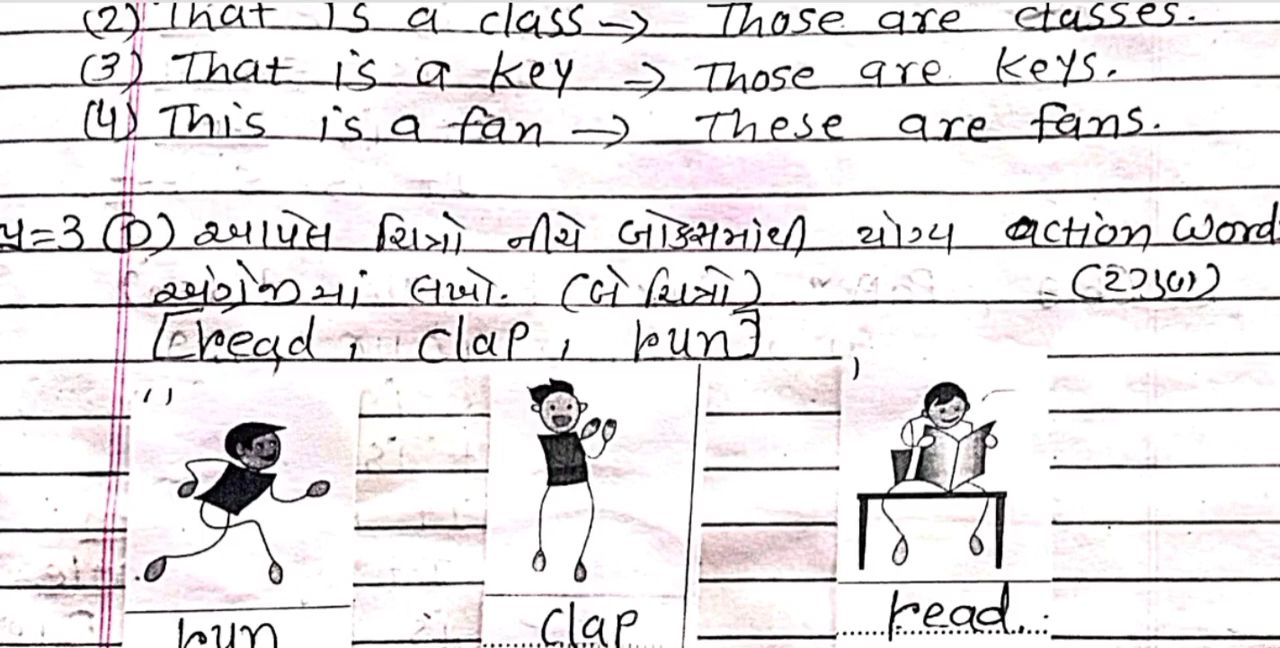 (2) That is a class → Those are classes.
(3) That is a key → Those are keys.
(4) This is a fan → These are fans.
(D) આપેલ ચિત્રો નીચે બોક્સમાંથી યોગ્ય action word
અંગ્રેજીમાં લખો. (બે ચિત્રો) (૨ગુણ)
[read, clap, run]
run clap read